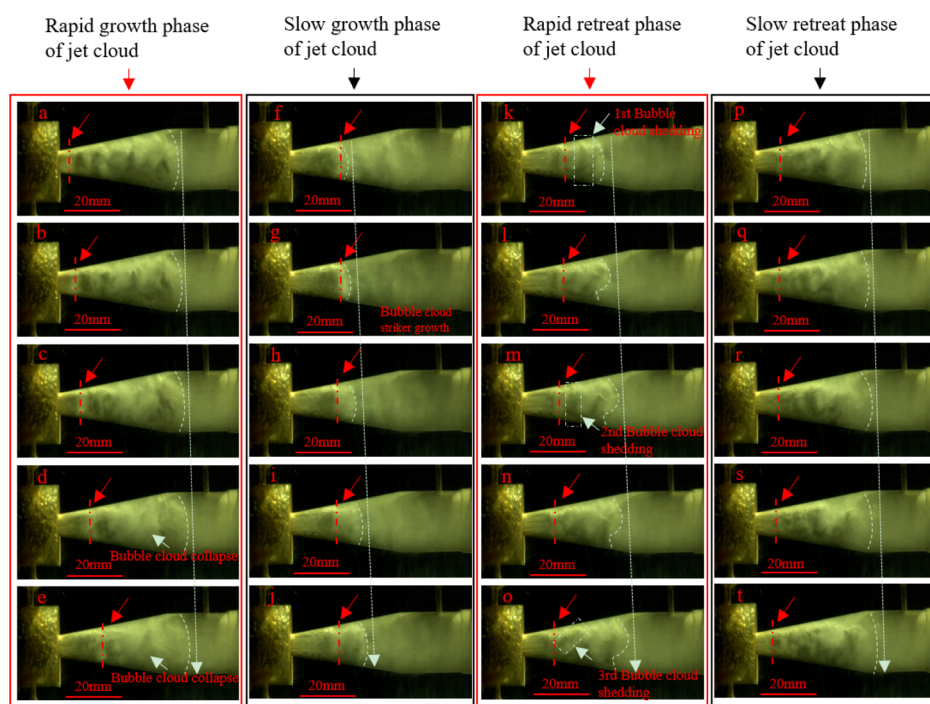 Rapid growth phase
of jet cloud
Slow growth phase
of jet cloud
Rapid retreat phase
of jet cloud
Slow retreat phase
of jet cloud
a
20mm
b
20mm
c
20mm
d
Bubble cloud collapse
20mm
e
Bubble cloud collapse
20mm
f
20mm
g
Bubble cloud
striker growth
20mm
h
20mm
i
20mm
j
20mm
k
1st Bubble
cloud shedding
20mm
l
20mm
m
2nd Bubble cloud
shedding
20mm
n
20mm
o
3rd Bubble cloud
shedding
20mm
p
20mm
q
20mm
r
20mm
s
20mm
t
20mm